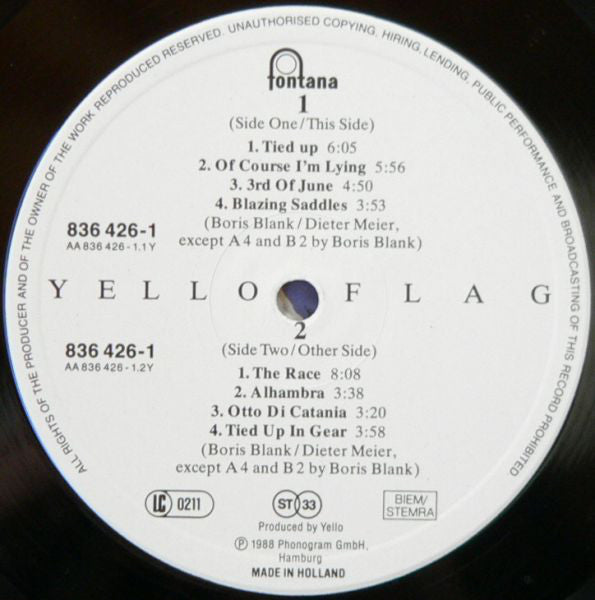 ALL RIGHTS OF THE PRODUCER AND OF THE OWNER OF THE WORK REPRODUCED RESERVED. UNAUTHORISED COPYING, HIRING, LENDING, PUBLIC PERFORMANCE AND BROADCASTING OF THIS RECORD PROHIBITED
fontana
1
(Side One/This Side)
1. Tied up 6:05
2. Of Course I'm Lying 5:56
3. 3rd Of June 4:50
4. Blazing Saddles 3:53
(Boris Blank/Dieter Meier,
except A 4 and B 2 by Boris Blank)
836 426-1
AA 836 426 - 1.1 Y
YELLO FLAG
2
(Side Two/Other Side)
836 426-1
AA 836 426 - 1.2Y
1. The Race 8:08
2. Alhambra 3:38
3. Otto Di Catania 3:20
4. Tied Up In Gear 3:58
(Boris Blank/Dieter Meier,
except A 4 and B 2 by Boris Blank)
LC 0211
ST 33
BIEM/
STEMRA
Produced by Yello
℗ 1988 Phonogram GmbH,
Hamburg
MADE IN HOLLAND